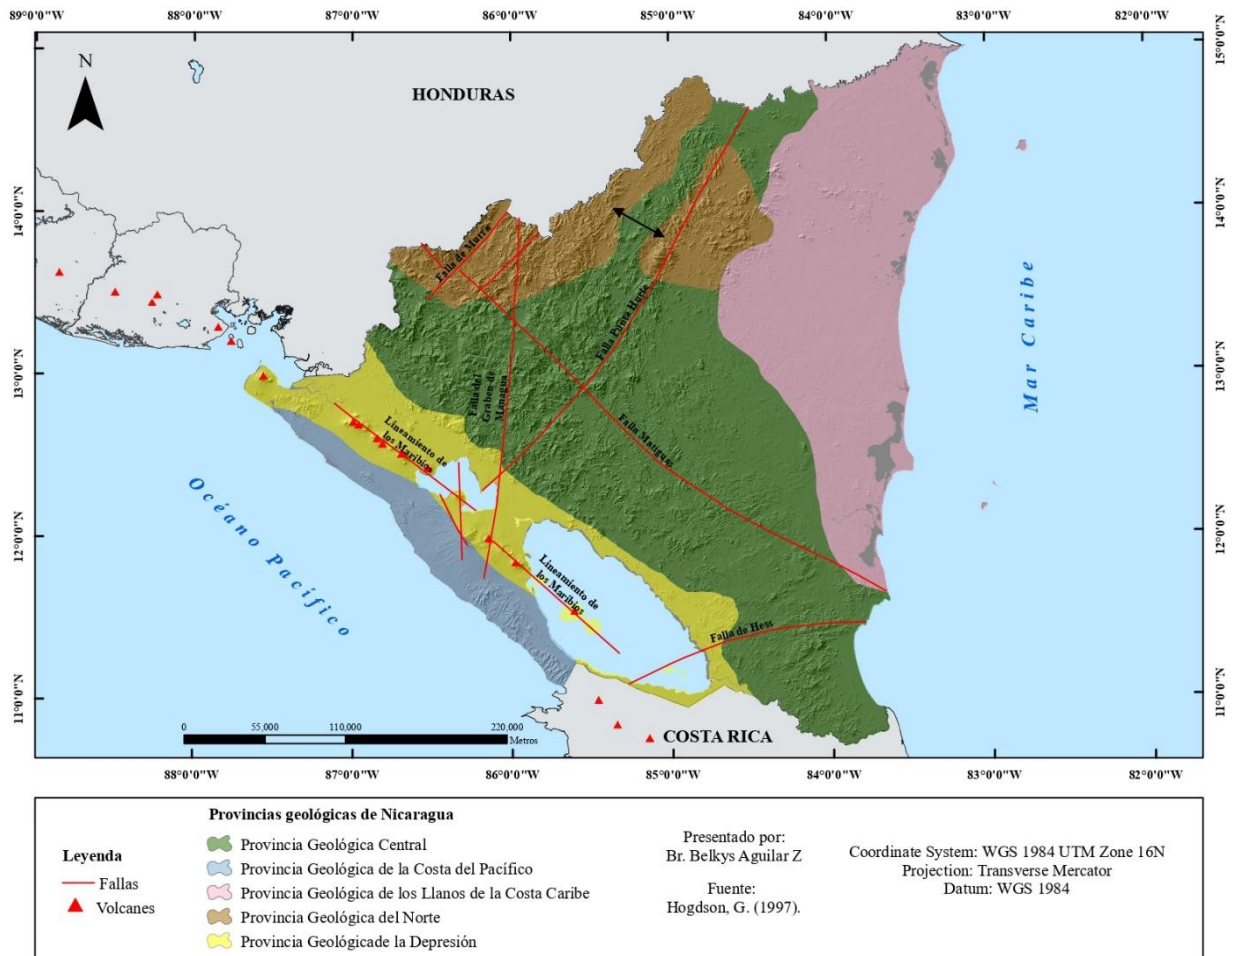 89°0'0"W 88°0'0"W 87°0'0"W 86°0'0"W 85°0'0"W 84°0'0"W 83°0'0"W 82°0'0"W
15°0'0"N
14°0'0"N
13°0'0"N
12°0'0"N
11°0'0"N
15°0'0"N
14°0'0"N
13°0'0"N
12°0'0"N
11°0'0"N
N
HONDURAS
Falla de Murra
Falla Punta Huete
Falla del
Graben de
Managua
Falla Manguas
Lineamiento de
los Maribios
Lineamiento de
los Maribios
Falla de Hess
Mar Caribe
Océano Pacífico
COSTA RICA
0 55,000 110,000 220,000
Metros
88°0'0"W 87°0'0"W 86°0'0"W 85°0'0"W 84°0'0"W 83°0'0"W 82°0'0"W
Leyenda
Fallas
Volcanes
Provincias geológicas de Nicaragua
Provincia Geológica Central
Provincia Geológica de la Costa del Pacífico
Provincia Geológica de los Llanos de la Costa Caribe
Provincia Geológica del Norte
Provincia Geológicade la Depresión
Presentado por:
Br. Belkys Aguilar Z
Fuente:
Hogdson, G. (1997).
Coordinate System: WGS 1984 UTM Zone 16N
Projection: Transverse Mercator
Datum: WGS 1984